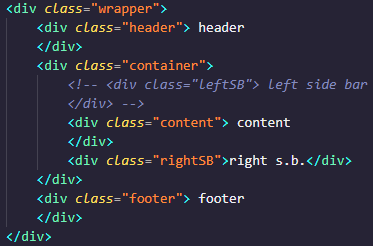 <div class="wrapper">
    <div class="header"> header
    </div>
    <div class="container">
        <!-- <div class="leftSB"> left side bar
        </div> -->
        <div class="content"> content
        </div>
        <div class="rightSB">right s.b.</div>
    </div>
    <div class="footer"> footer
    </div>
</div>